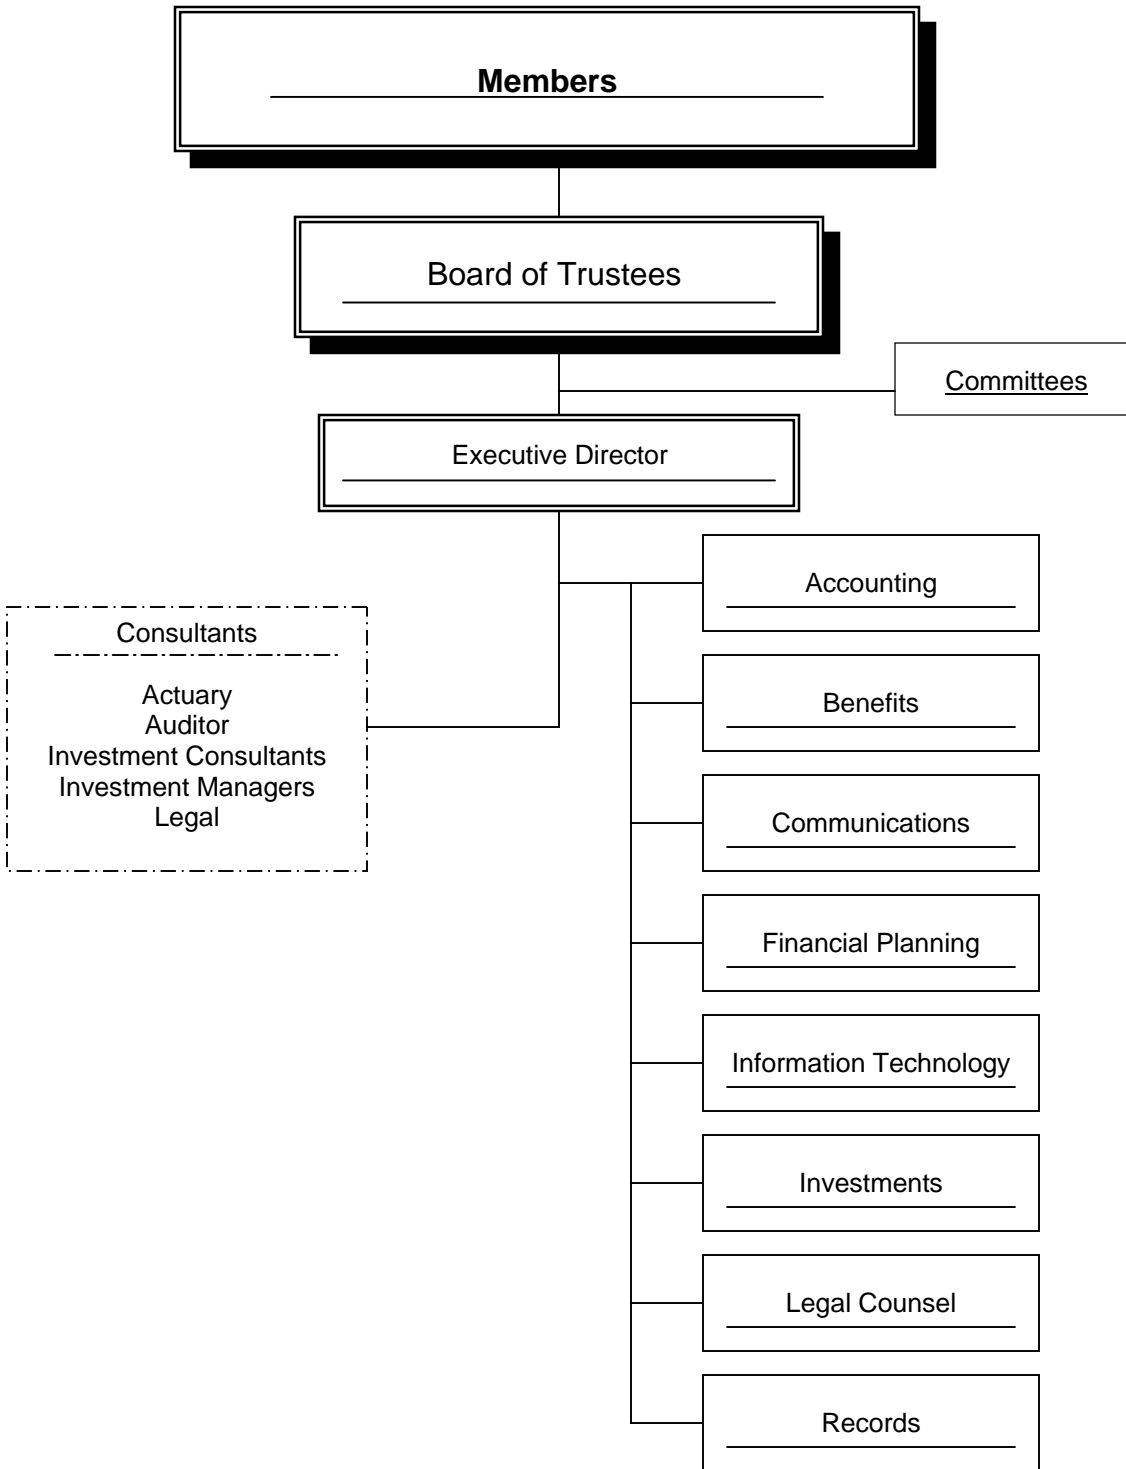 Members
Board of Trustees
Committees
Executive Director
Accounting
Consultants
Actuary
Auditor
Investment Consultants
Investment Managers
Legal
Benefits
Communications
Financial Planning
Information Technology
Investments
Legal Counsel
Records